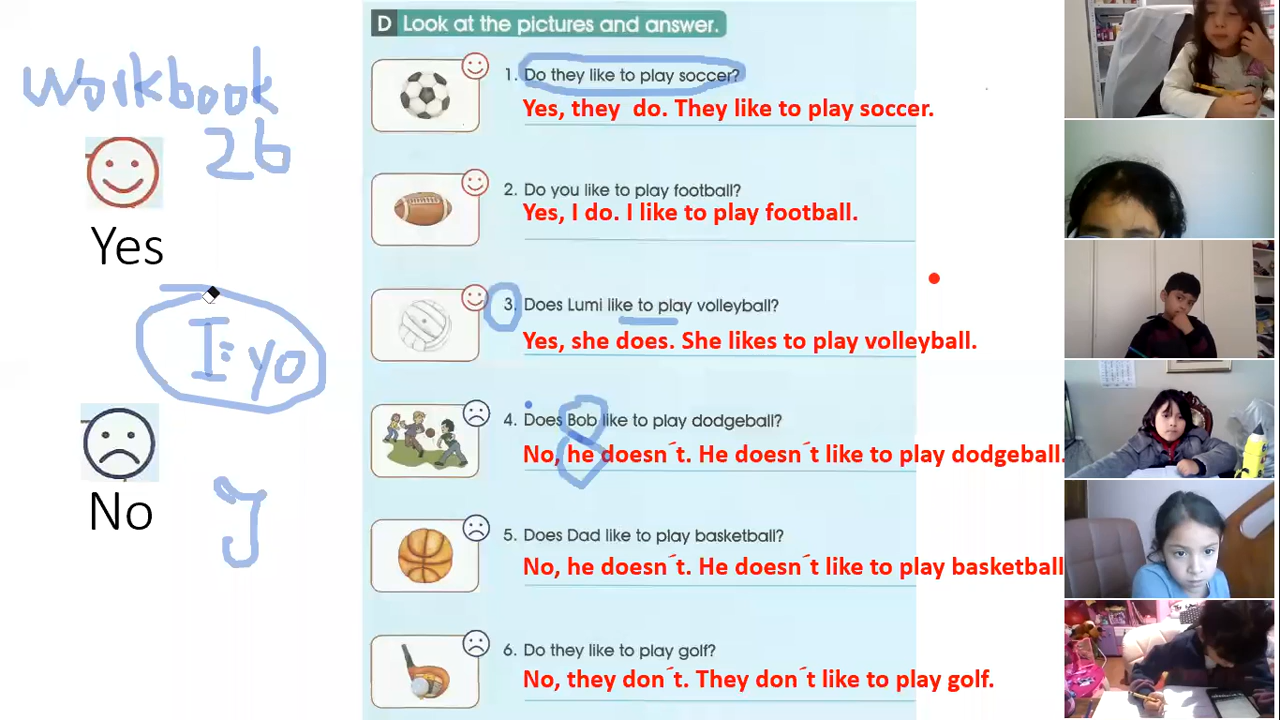 Workbook
26
Yes
I: yo
No
J
D Look at the pictures and answer.
1. Do they like to play soccer?
Yes, they do. They like to play soccer.
2. Do you like to play football?
Yes, I do. I like to play football.
3. Does Lumi like to play volleyball?
Yes, she does. She likes to play volleyball.
4. Does Bob like to play dodgeball?
No, he doesn´t. He doesn´t like to play dodgeball.
5. Does Dad like to play basketball?
No, he doesn´t. He doesn´t like to play basketball
6. Do they like to play golf?
No, they don´t. They don´t like to play golf.